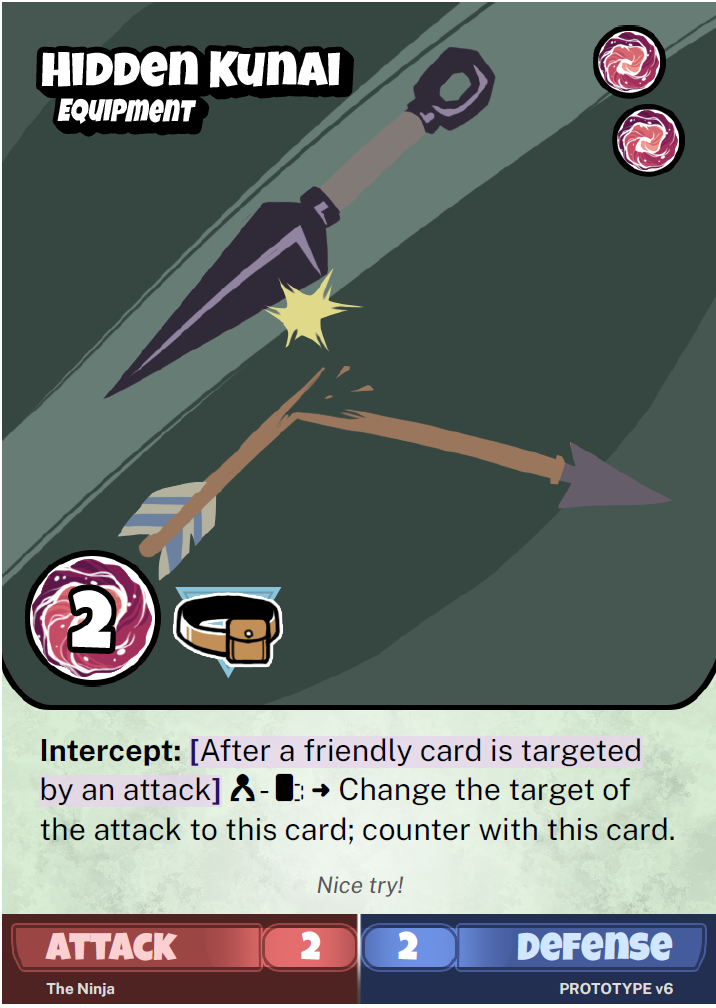 Hidden Kunai
Equipment
2
Intercept: [After a friendly card is targeted
by an attack] - ➜ Change the target of
the attack to this card; counter with this card.
Nice try!
ATTACK 2 2 DEFENSE
The Ninja PROTOTYPE v6